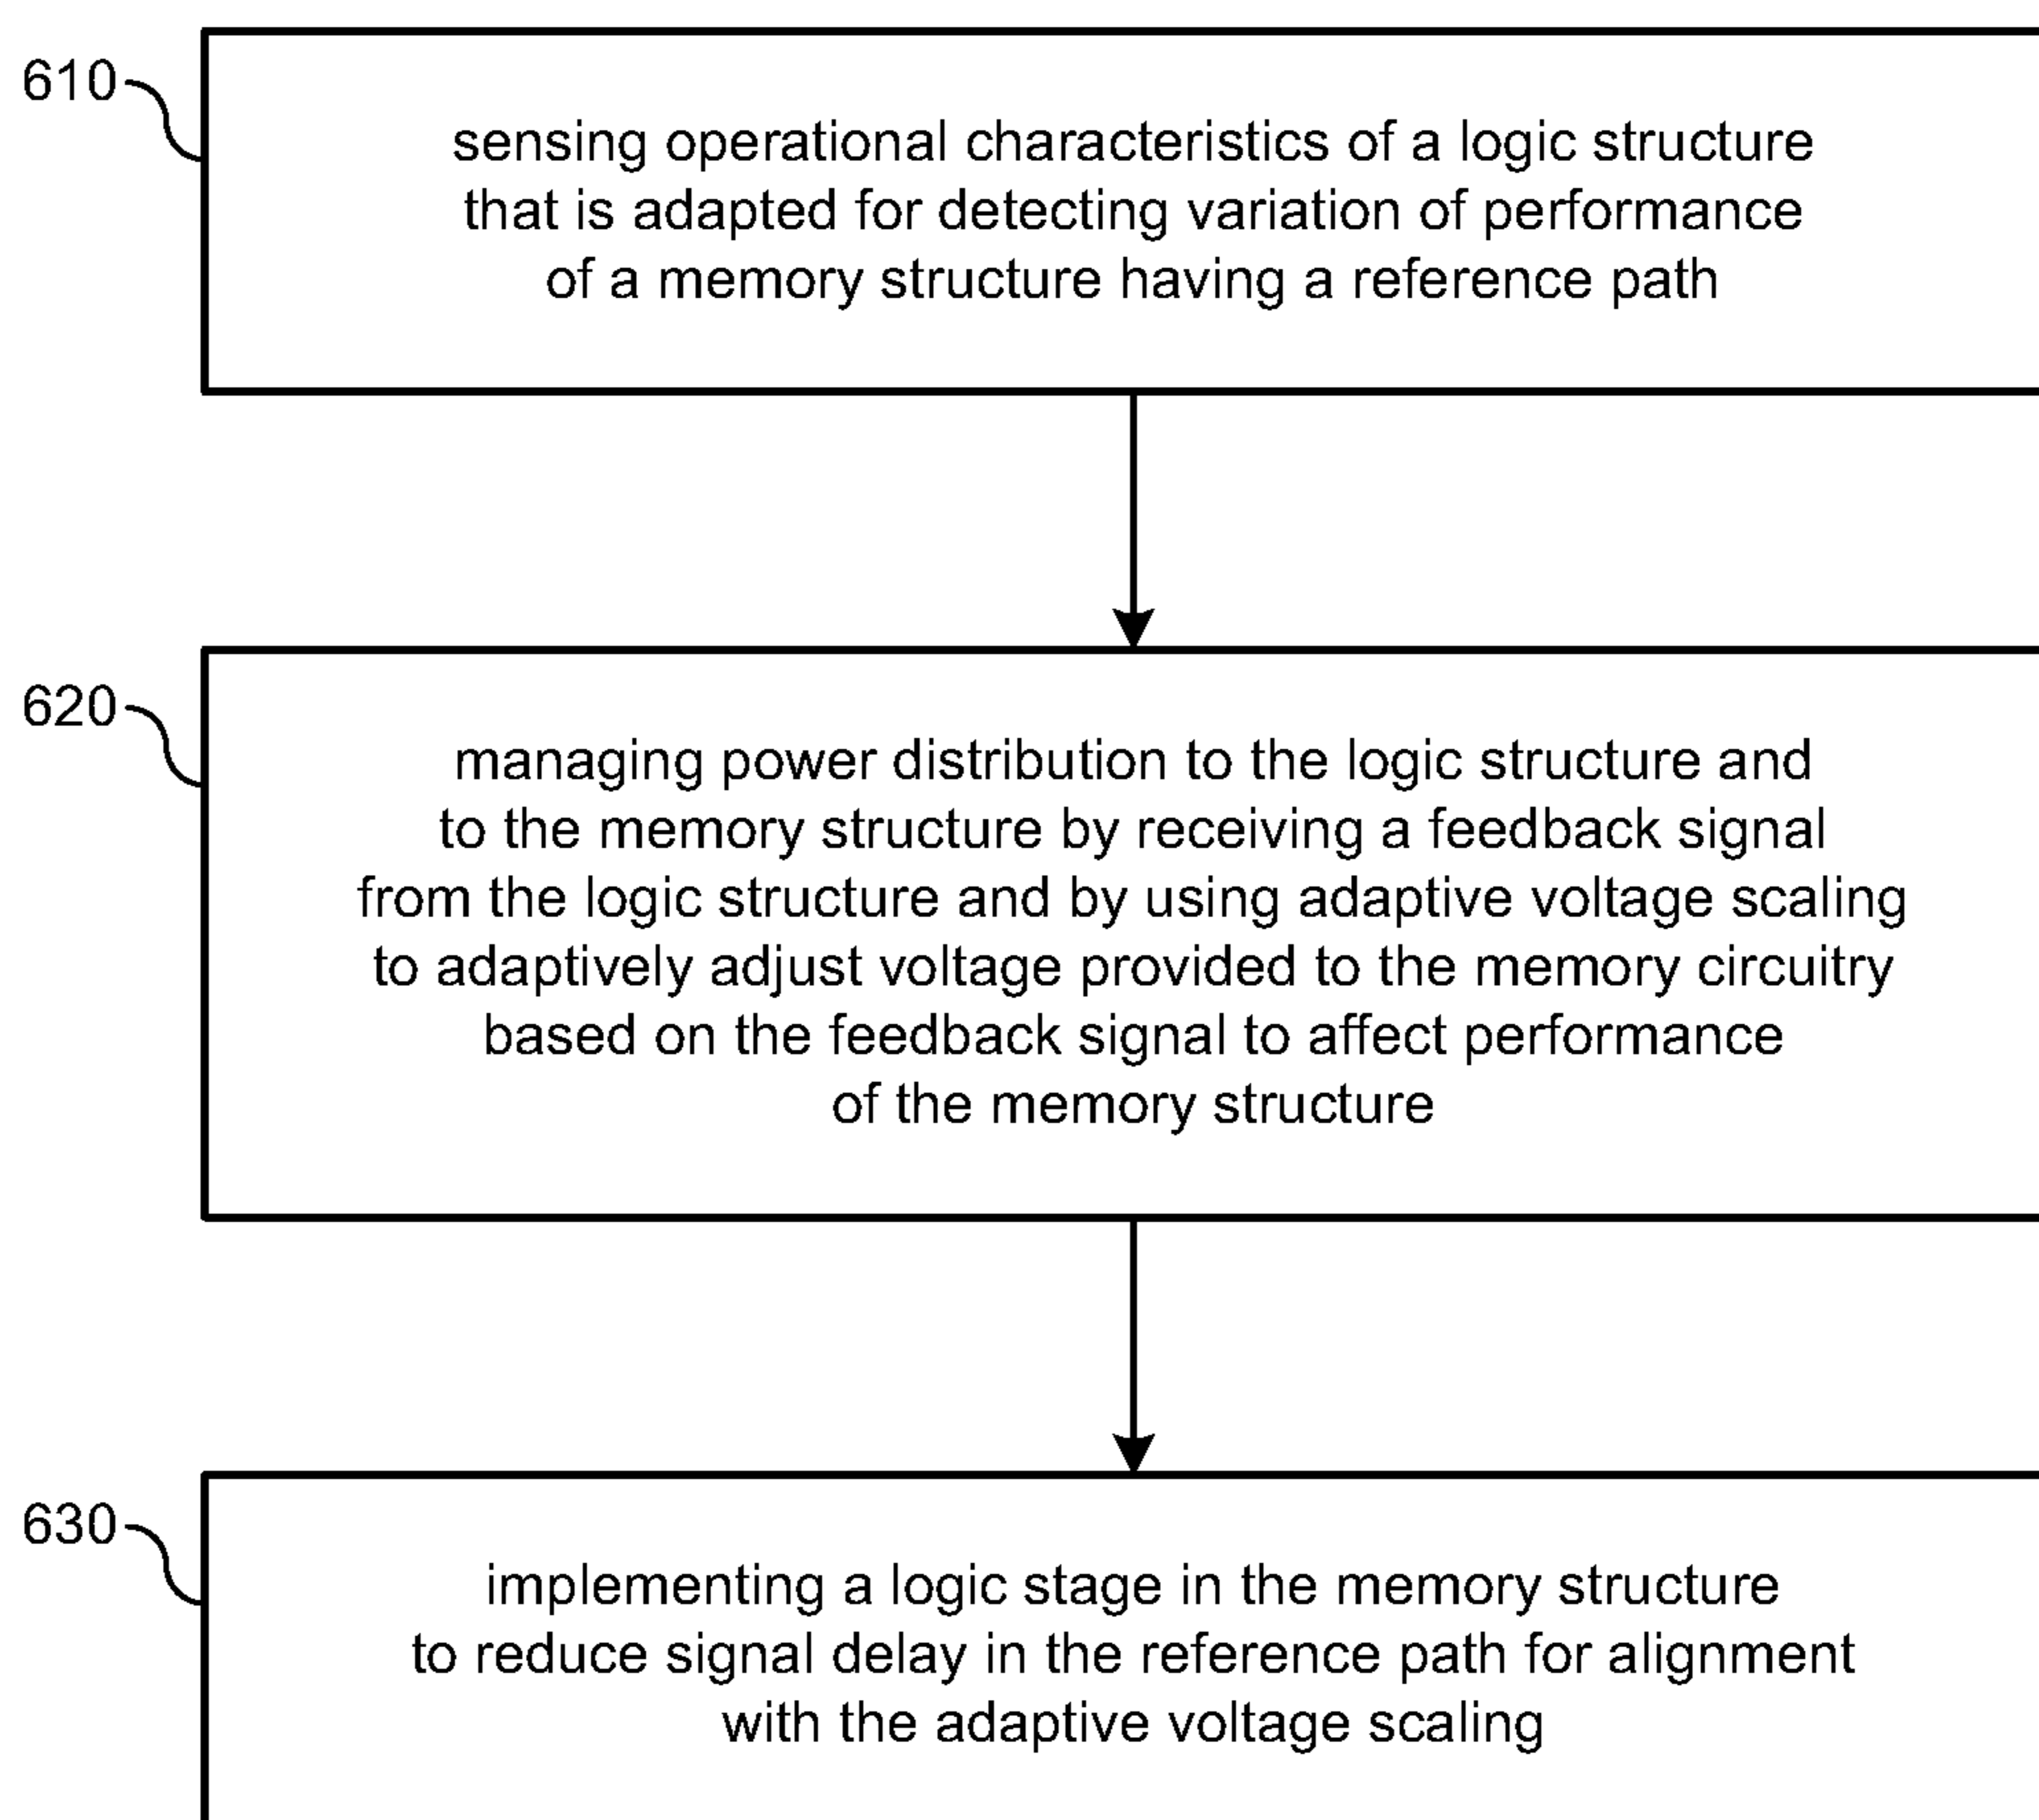 610
sensing operational characteristics of a logic structure
that is adapted for detecting variation of performance
of a memory structure having a reference path
620
managing power distribution to the logic structure and
to the memory structure by receiving a feedback signal
from the logic structure and by using adaptive voltage scaling
to adaptively adjust voltage provided to the memory circuitry
based on the feedback signal to affect performance
of the memory structure
630
implementing a logic stage in the memory structure
to reduce signal delay in the reference path for alignment
with the adaptive voltage scaling